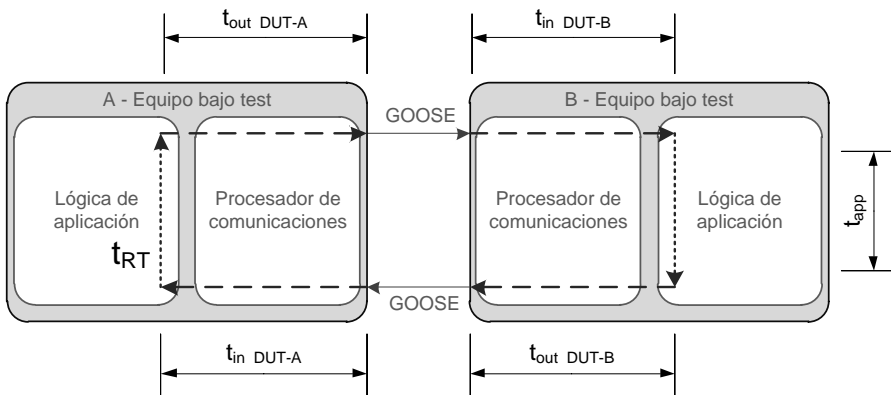 t_out DUT-A
t_in DUT-B
A - Equipo bajo test
B - Equipo bajo test
GOOSE
Lógica de
aplicación
Procesador de
comunicaciones
Procesador de
comunicaciones
Lógica de
aplicación
t_app
t_RT
GOOSE
t_in DUT-A
t_out DUT-B